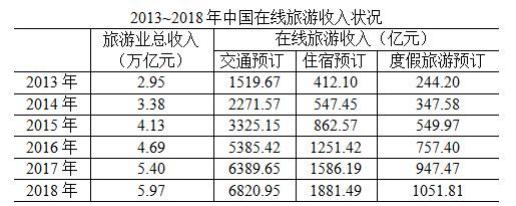 2013~2018年中国在线旅游收入状况
旅游业总收入 在线旅游收入（亿元）
（万亿元） 交通预订 住宿预订 度假旅游预订
2013年 2.95 1519.67 412.10 244.20
2014年 3.38 2271.57 547.45 347.58
2015年 4.13 3325.15 862.57 549.97
2016年 4.69 5385.42 1251.42 757.40
2017年 5.40 6389.65 1586.19 947.47
2018年 5.97 6820.95 1881.49 1051.81